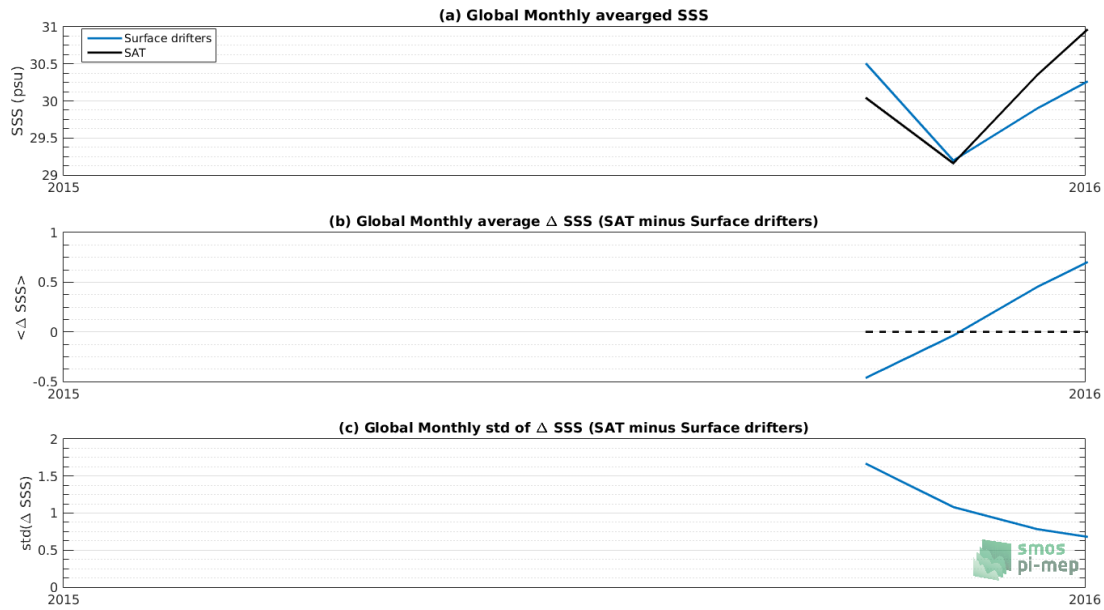 (a) Global Monthly avearged SSS
31
30.5
30
29.5
29
SSS (psu)
Surface drifters
SAT
2015
2016
(b) Global Monthly average Δ SSS (SAT minus Surface drifters)
1
0.5
0
-0.5
<Δ SSS>
2015
2016
(c) Global Monthly std of Δ SSS (SAT minus Surface drifters)
2
1.5
1
0.5
0
std(Δ SSS)
smos
pi-mep
2015
2016